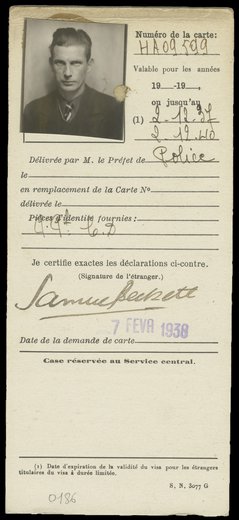 Numéro de la carte:
HA09599
Valable pour les années
19 -19 ,
ou jusqu'au
(1) 2-12.37
2.12.40
Délivrée par M. le Préfet de Police
le
en remplacement de la Carte No
délivrée le
Pièces d'identité fournies :
Je certifie exactes les déclarations ci-contre.
(Signature de l'étranger.)
Samuel Beckett
7 FEVR 1938
Date de la demande de carte
Case réservée au Service central.
(1) Date d'expiration de la validité du visa pour les étrangers
titulaires du visa à durée limitée.
S. N. 3077 G
0186